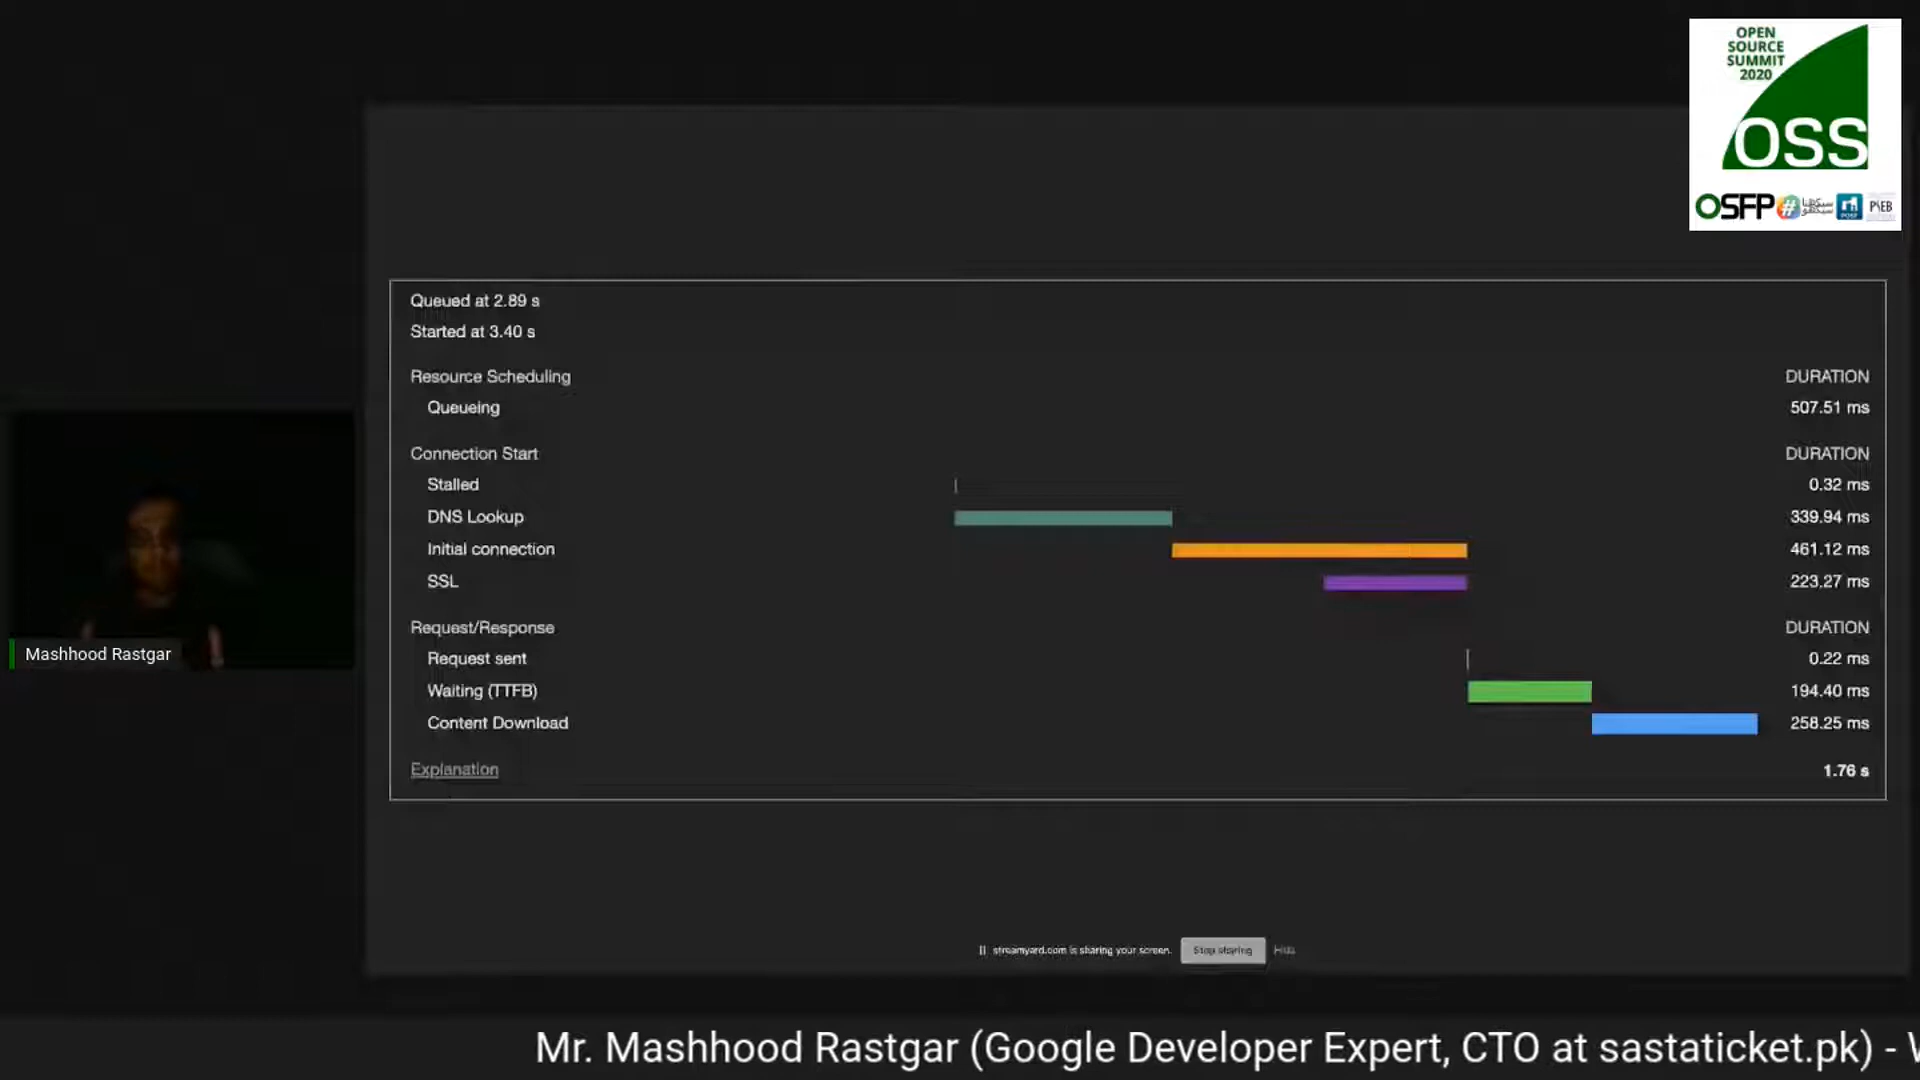 OPEN
SOURCE
SUMMIT
2020
OSS
OSFP
PSEB
Queued at 2.89 s
Started at 3.40 s
Resource Scheduling DURATION
Queueing 507.51 ms
Connection Start DURATION
Stalled 0.32 ms
DNS Lookup 339.94 ms
Initial connection 461.12 ms
SSL 223.27 ms
Request/Response DURATION
Request sent 0.22 ms
Waiting (TTFB) 194.40 ms
Content Download 258.25 ms
Explanation 1.76 s
Mashhood Rastgar
streamyard.com is sharing your screen. Stop sharing Hide
Mr. Mashhood Rastgar (Google Developer Expert, CTO at sastaticket.pk) -